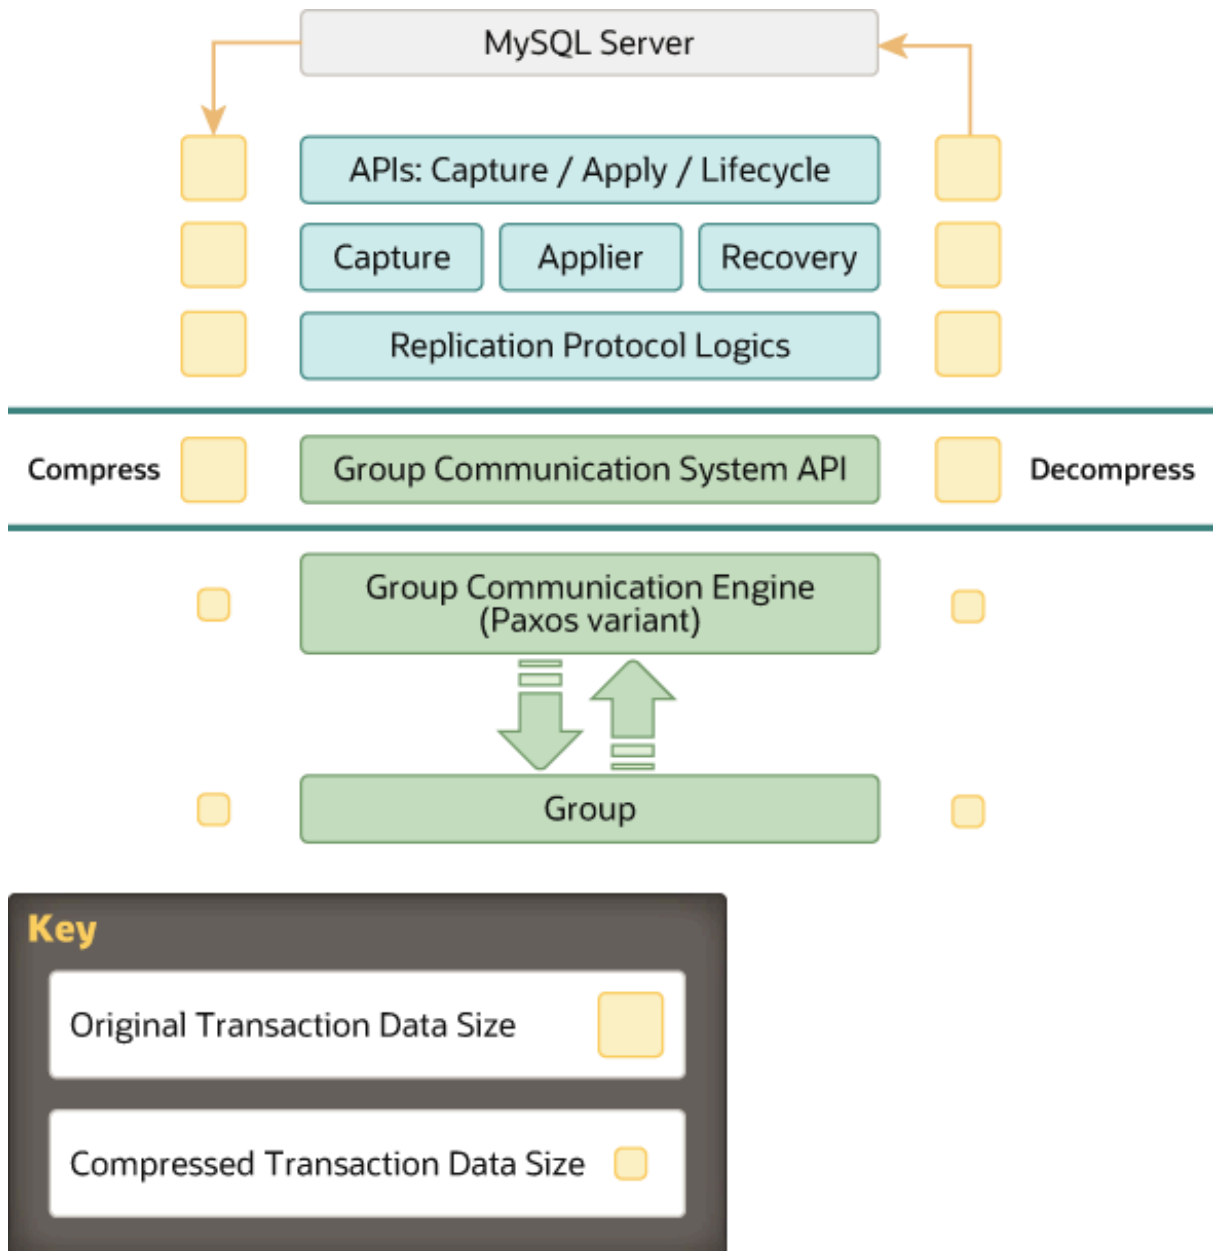 MySQL Server
APIs: Capture / Apply / Lifecycle
Capture
Applier
Recovery
Replication Protocol Logics
Compress
Group Communication System API
Decompress
Group Communication Engine
(Paxos variant)
Group
Key
Original Transaction Data Size
Compressed Transaction Data Size